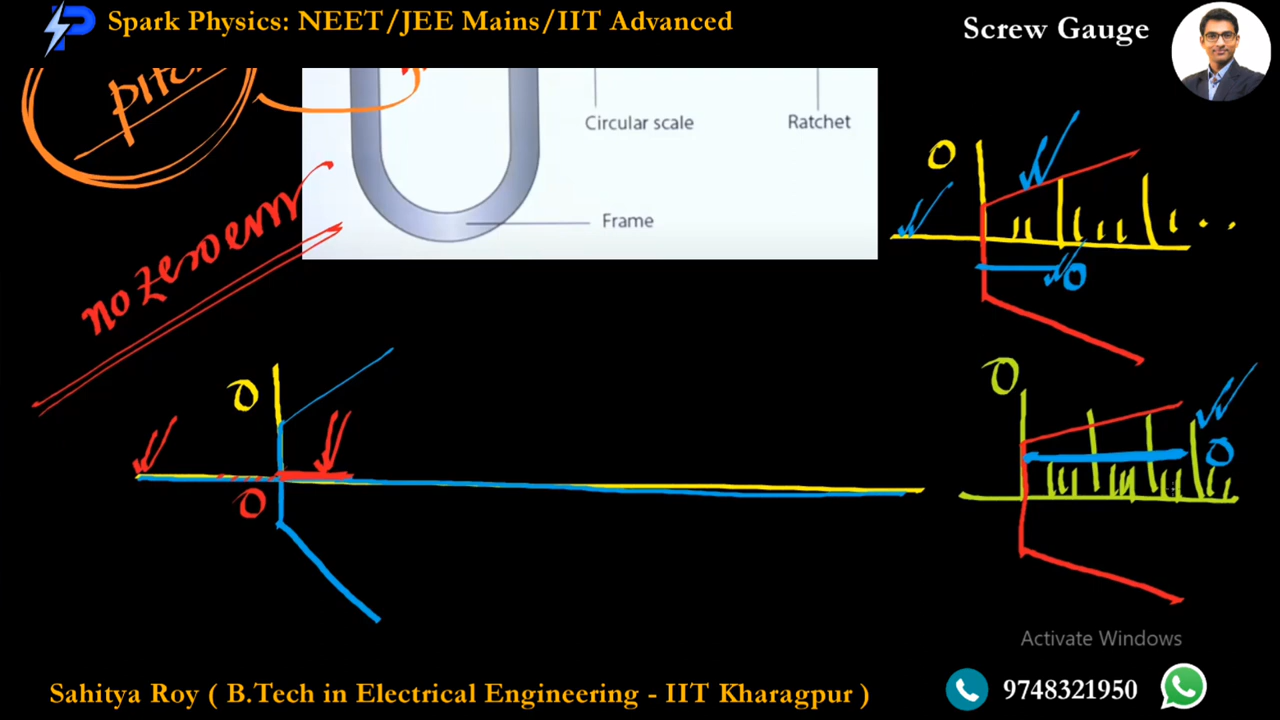 Spark Physics: NEET/JEE Mains/IIT Advanced
Screw Gauge
Circular scale
Ratchet
Frame
no zero error
0
0
0
0
0
0
Activate Windows
Sahitya Roy ( B.Tech in Electrical Engineering - IIT Kharagpur )
9748321950